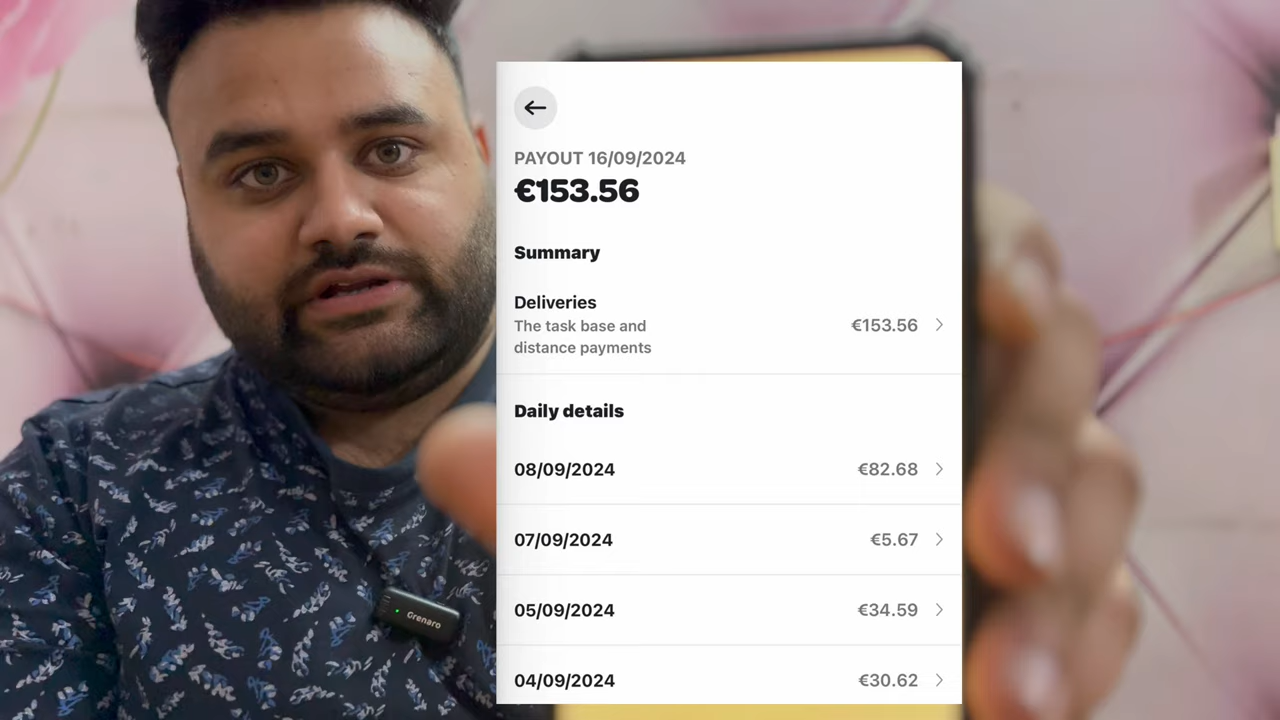 PAYOUT 16/09/2024
€153.56
Summary
Deliveries
The task base and
distance payments
€153.56
Daily details
08/09/2024 €82.68
07/09/2024 €5.67
05/09/2024 €34.59
04/09/2024 €30.62
Grenaro